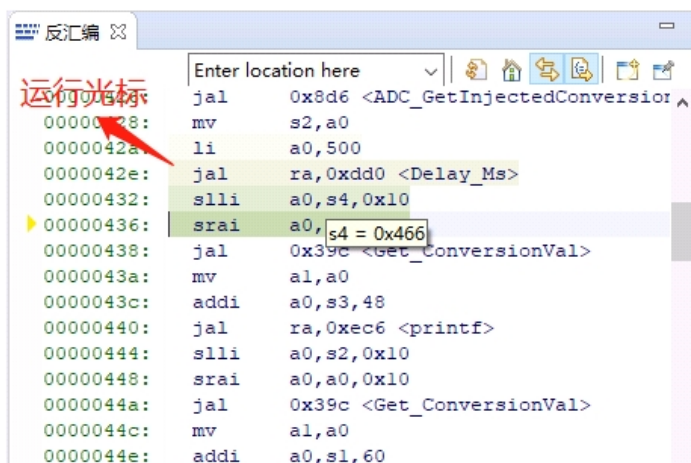 反汇编
Enter location here
运行光标
jal 0x8d6 <ADC_GetInjectedConversion
00000428: mv s2,a0
0000042a: li a0,500
0000042e: jal ra,0xdd0 <Delay_Ms>
00000432: slli a0,s4,0x10
00000436: srai a0,
s4 = 0x466
00000438: jal 0x39c <Get_ConversionVal>
0000043a: mv a1,a0
0000043c: addi a0,s3,48
00000440: jal ra,0xec6 <printf>
00000444: slli a0,s2,0x10
00000448: srai a0,a0,0x10
0000044a: jal 0x39c <Get_ConversionVal>
0000044c: mv a1,a0
0000044e: addi a0,s1,60